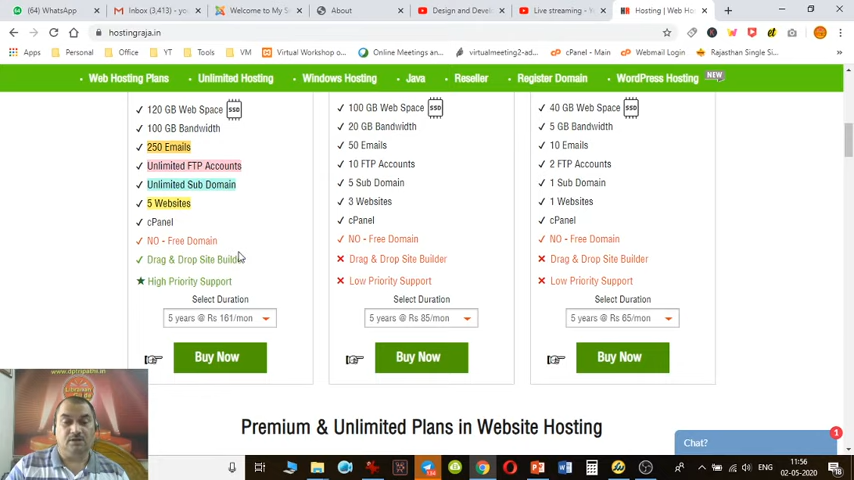 (64) WhatsApp
Inbox (3,413) - yo
Welcome to My S
About
Design and Deve
Live streaming - Y
Hosting | Web Ho
hostingraja.in
Apps
Personal
Office
YT
Tools
VM
Virtual Workshop o...
Online Meetings an...
virtualmeeting2-ad...
cPanel - Main
Webmail Login
Rajasthan Single Si...
Web Hosting Plans
Unlimited Hosting
Windows Hosting
Java
Reseller
Register Domain
WordPress Hosting
NEW
120 GB Web Space
SSD
100 GB Bandwidth
250 Emails
Unlimited FTP Accounts
Unlimited Sub Domain
5 Websites
cPanel
NO - Free Domain
Drag & Drop Site Builder
High Priority Support
Select Duration
5 years @ Rs 161/mon
Buy Now
100 GB Web Space
SSD
20 GB Bandwidth
50 Emails
10 FTP Accounts
5 Sub Domain
3 Websites
cPanel
NO - Free Domain
Drag & Drop Site Builder
Low Priority Support
Select Duration
5 years @ Rs 85/mon
Buy Now
40 GB Web Space
SSD
5 GB Bandwidth
10 Emails
2 FTP Accounts
1 Sub Domain
1 Websites
cPanel
NO - Free Domain
Drag & Drop Site Builder
Low Priority Support
Select Duration
5 years @ Rs 65/mon
Buy Now
Premium & Unlimited Plans in Website Hosting
Chat?
1
www.dptripathi.com
ENG
11:56
02-05-2020
18